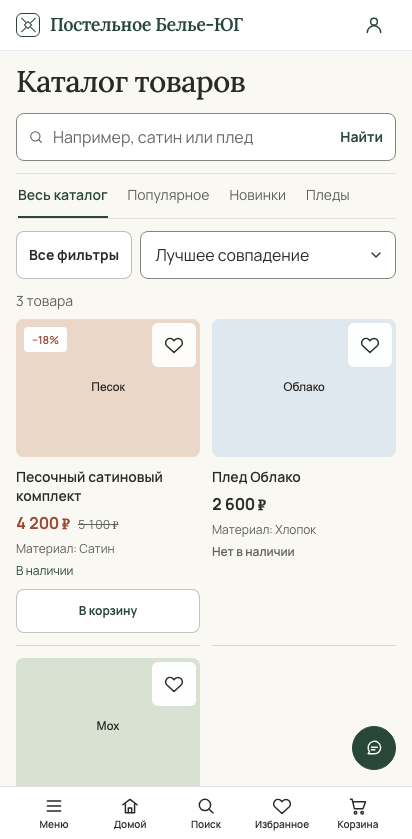 Постельное Белье-ЮГ
Каталог товаров
Например, сатин или плед
Найти
Весь каталог
Популярное
Новинки
Пледы
Все фильтры
Лучшее совпадение
3 товара
−18%
Песок
Облако
Песочный сатиновый
комплект
4 200 ₽ 5 100 ₽
Материал: Сатин
В наличии
В корзину
Плед Облако
2 600 ₽
Материал: Хлопок
Нет в наличии
Мох
Меню
Домой
Поиск
Избранное
Корзина